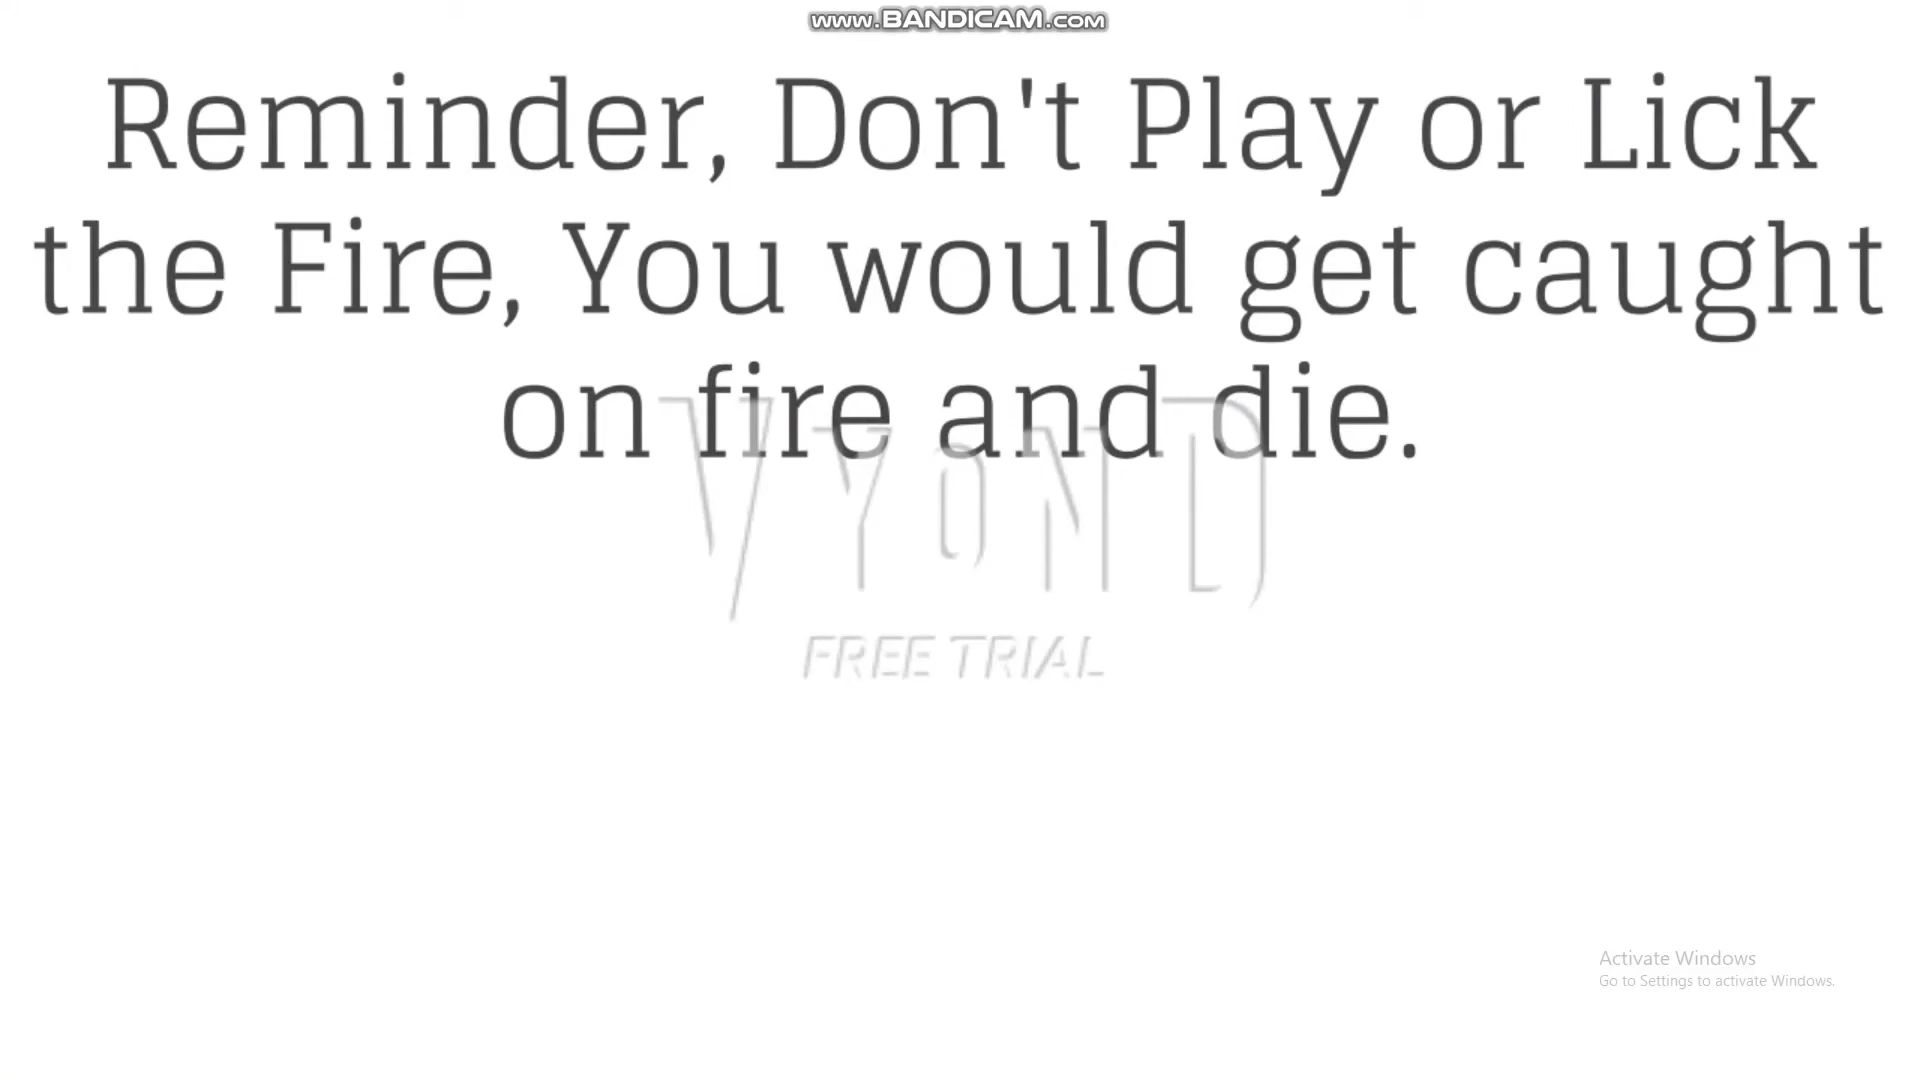 www.BANDICAM.com
Reminder, Don't Play or Lick
the Fire, You would get caught
on fire and die.
VYOND
FREE TRIAL
Activate Windows
Go to Settings to activate Windows.